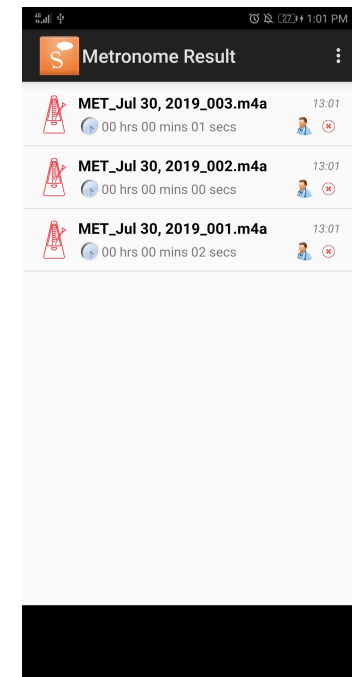 46 27 1:01 PM
S Metronome Result
MET_Jul 30, 2019_003.m4a 13:01
00 hrs 00 mins 01 secs
MET_Jul 30, 2019_002.m4a 13:01
00 hrs 00 mins 00 secs
MET_Jul 30, 2019_001.m4a 13:01
00 hrs 00 mins 02 secs